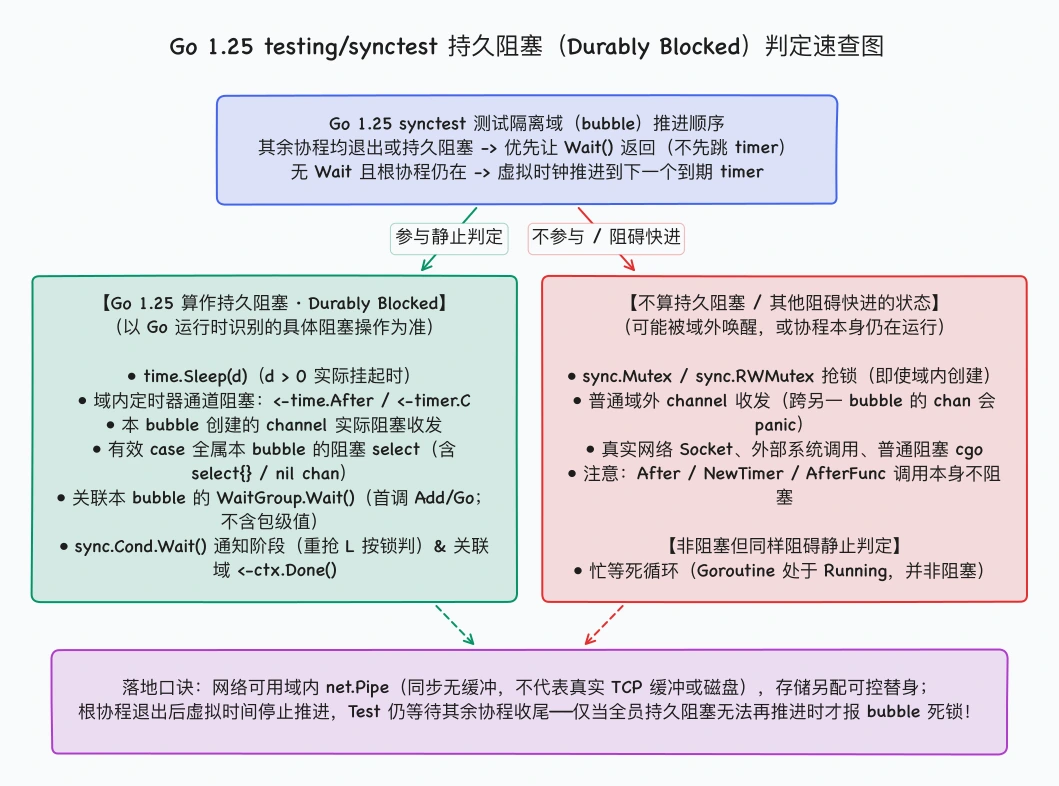 Go 1.25 testing/synctest 持久阻塞（Durably Blocked）判定速查图
Go 1.25 synctest 测试隔离域（bubble）推进顺序
其余协程均退出或持久阻塞 -> 优先让 Wait() 返回（不先跳 timer）
无 Wait 且根协程仍在 -> 虚拟时钟推进到下一个到期 timer
参与静止判定
不参与 / 阻碍快进
【Go 1.25 算作持久阻塞 · Durably Blocked】
（以 Go 运行时识别的具体阻塞操作为准）
• time.Sleep(d)（d > 0 实际挂起时）
• 域内定时器通道阻塞：<-time.After / <-timer.C
• 本 bubble 创建的 channel 实际阻塞收发
• 有效 case 全属本 bubble 的阻塞 select（含
select{} / nil chan）
• 关联本 bubble 的 WaitGroup.Wait()（首调 Add/Go；
不含包级值）
• sync.Cond.Wait() 通知阶段（重抢 L 按锁判）& 关联
域 <-ctx.Done()
【不算持久阻塞 / 其他阻碍快进的状态】
（可能被域外唤醒，或协程本身仍在运行）
• sync.Mutex / sync.RWMutex 抢锁（即使域内创建）
• 普通域外 channel 收发（跨另一 bubble 的 chan 会
panic）
• 真实网络 Socket、外部系统调用、普通阻塞 cgo
• 注意：After / NewTimer / AfterFunc 调用本身不阻
塞
【非阻塞但同样阻碍静止判定】
• 忙等死循环（Goroutine 处于 Running，并非阻塞）
落地口诀：网络可用域内 net.Pipe（同步无缓冲，不代表真实 TCP 缓冲或磁盘），存储另配可控替身；
根协程退出后虚拟时间停止推进，Test 仍等待其余协程收尾——仅当全员持久阻塞无法再推进时才报 bubble 死锁！